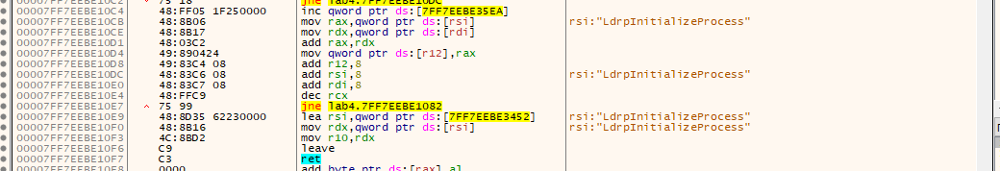 75 18 jne lab4.7FF7EEBE10DC
00007FF7EEBE10C4 48:FF05 1F250000 inc qword ptr ds:[7FF7EEBE35EA]
00007FF7EEBE10CB 48:8B06 mov rax,qword ptr ds:[rsi] rsi:"LdrpInitializeProcess"
00007FF7EEBE10CE 48:8B17 mov rdx,qword ptr ds:[rdi]
00007FF7EEBE10D1 48:03C2 add rax,rdx
00007FF7EEBE10D4 49:890424 mov qword ptr ds:[r12],rax
00007FF7EEBE10D8 49:83C4 08 add r12,8
00007FF7EEBE10DC 48:83C6 08 add rsi,8 rsi:"LdrpInitializeProcess"
00007FF7EEBE10E0 48:83C7 08 add rdi,8
00007FF7EEBE10E4 48:FFC9 dec rcx
00007FF7EEBE10E7 ^ 75 99 jne lab4.7FF7EEBE1082
00007FF7EEBE10E9 48:8D35 62230000 lea rsi,qword ptr ds:[7FF7EEBE3452] rsi:"LdrpInitializeProcess"
00007FF7EEBE10F0 48:8B16 mov rdx,qword ptr ds:[rsi] rsi:"LdrpInitializeProcess"
00007FF7EEBE10F3 4C:8BD2 mov r10,rdx
00007FF7EEBE10F6 C9 leave
00007FF7EEBE10F7 C3 ret
00007FF7EEBE10F8 0000 add byte ptr ds:[rax],al